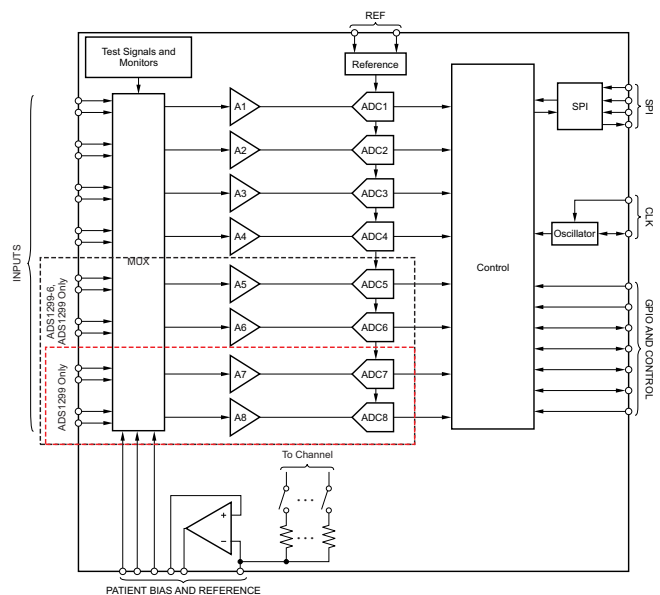 REF
Test Signals and
Monitors
Reference
A1
ADC1
SPI
SPI
A2
ADC2
A3
ADC3
CLK
A4
ADC4
Oscillator
MUX
Control
INPUTS
A5
ADC5
ADS1299-6,
ADS1299 Only
A6
ADC6
GPIO AND CONTROL
A7
ADC7
ADS1299 Only
A8
ADC8
To Channel
+
−
PATIENT BIAS AND REFERENCE